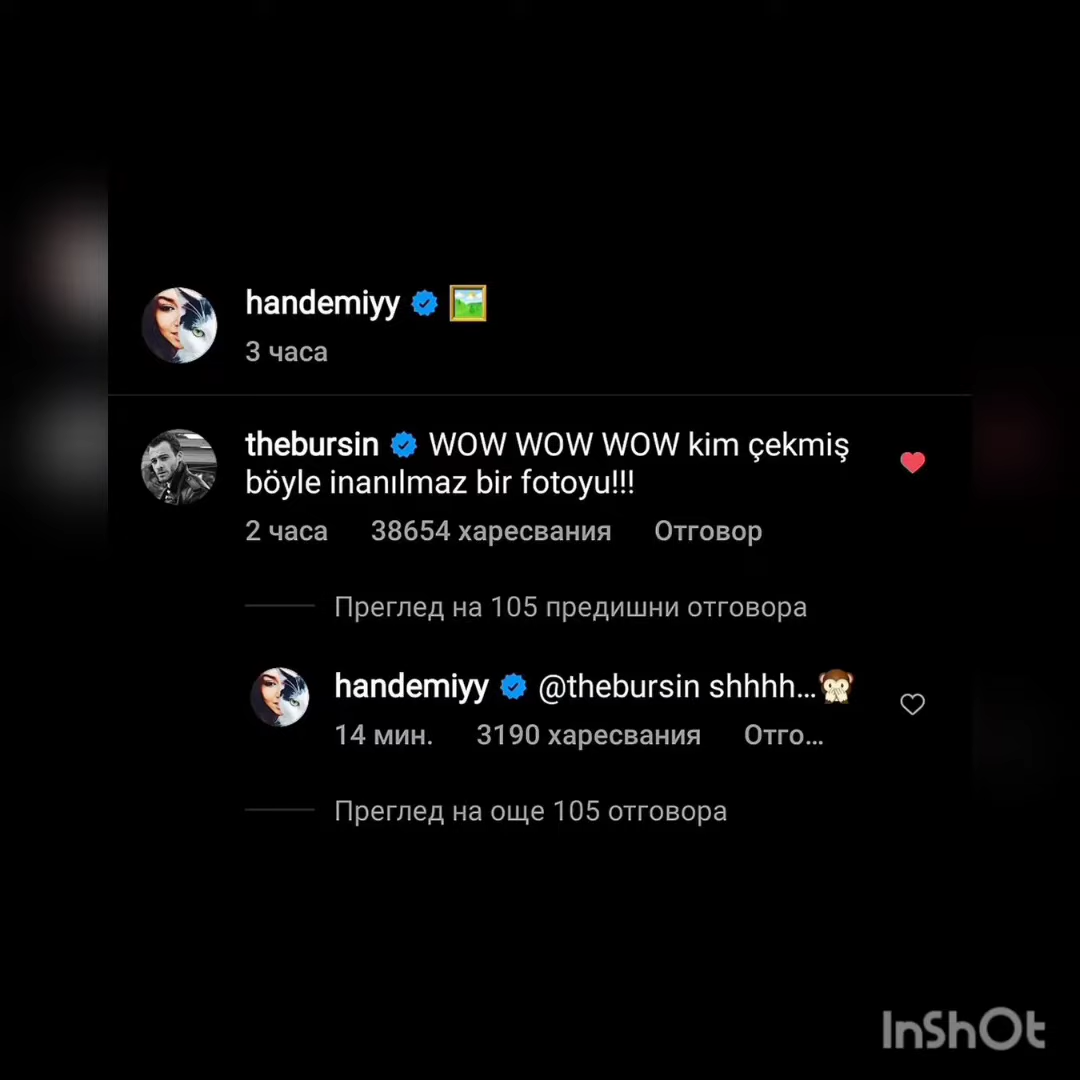 handemiyy
3 часа
thebursin WOW WOW WOW kim çekmiş
böyle inanılmaz bir fotoyu!!!
2 часа 38654 харесвания Отговор
Преглед на 105 предишни отговора
handemiyy @thebursin shhhh...
14 мин. 3190 харесвания Отго...
Преглед на още 105 отговора
InShOt